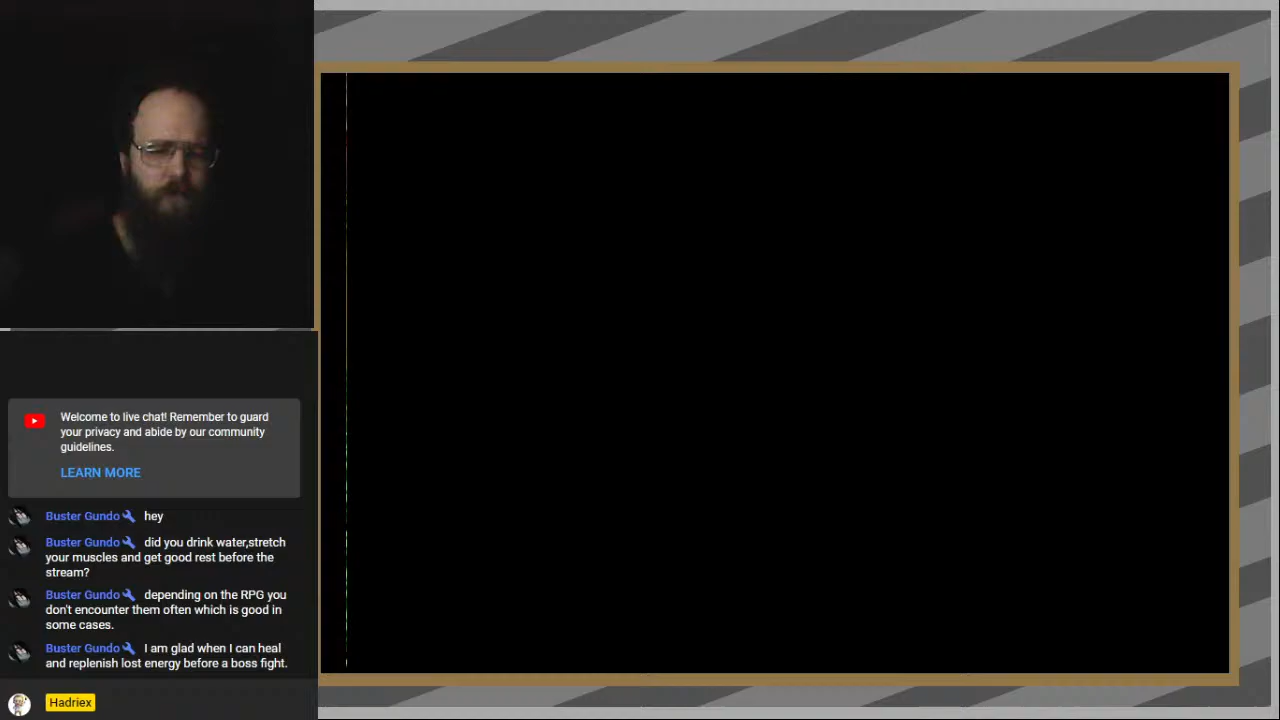 Welcome to live chat! Remember to guard
your privacy and abide by our community
guidelines.
LEARN MORE
Buster Gundo hey
Buster Gundo did you drink water,stretch
your muscles and get good rest before the
stream?
Buster Gundo depending on the RPG you
don't encounter them often which is good in
some cases.
Buster Gundo I am glad when I can heal
and replenish lost energy before a boss fight.
Hadriex